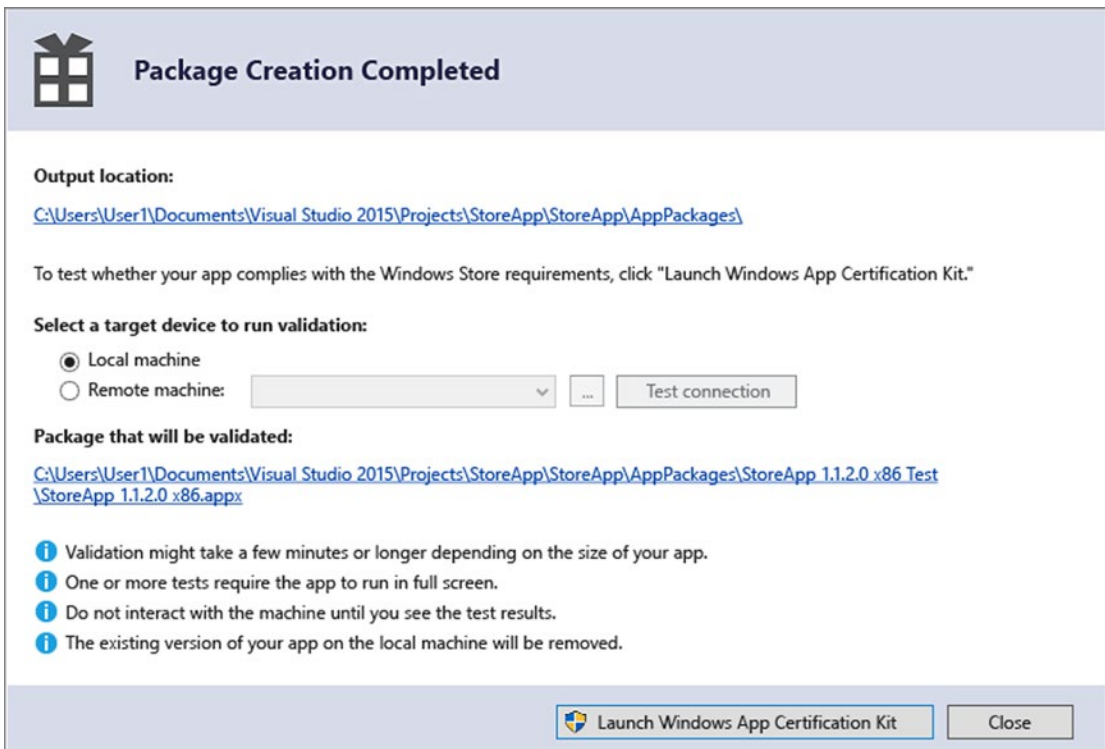 Package Creation Completed
Output location:
C:\Users\User1\Documents\Visual Studio 2015\Projects\StoreApp\StoreApp\AppPackages\
To test whether your app complies with the Windows Store requirements, click "Launch Windows App Certification Kit."
Select a target device to run validation:
Local machine
Remote machine:
...
Test connection
Package that will be validated:
C:\Users\User1\Documents\Visual Studio 2015\Projects\StoreApp\StoreApp\AppPackages\StoreApp 1.1.2.0 x86 Test
\StoreApp 1.1.2.0 x86.appx
Validation might take a few minutes or longer depending on the size of your app.
One or more tests require the app to run in full screen.
Do not interact with the machine until you see the test results.
The existing version of your app on the local machine will be removed.
Launch Windows App Certification Kit
Close